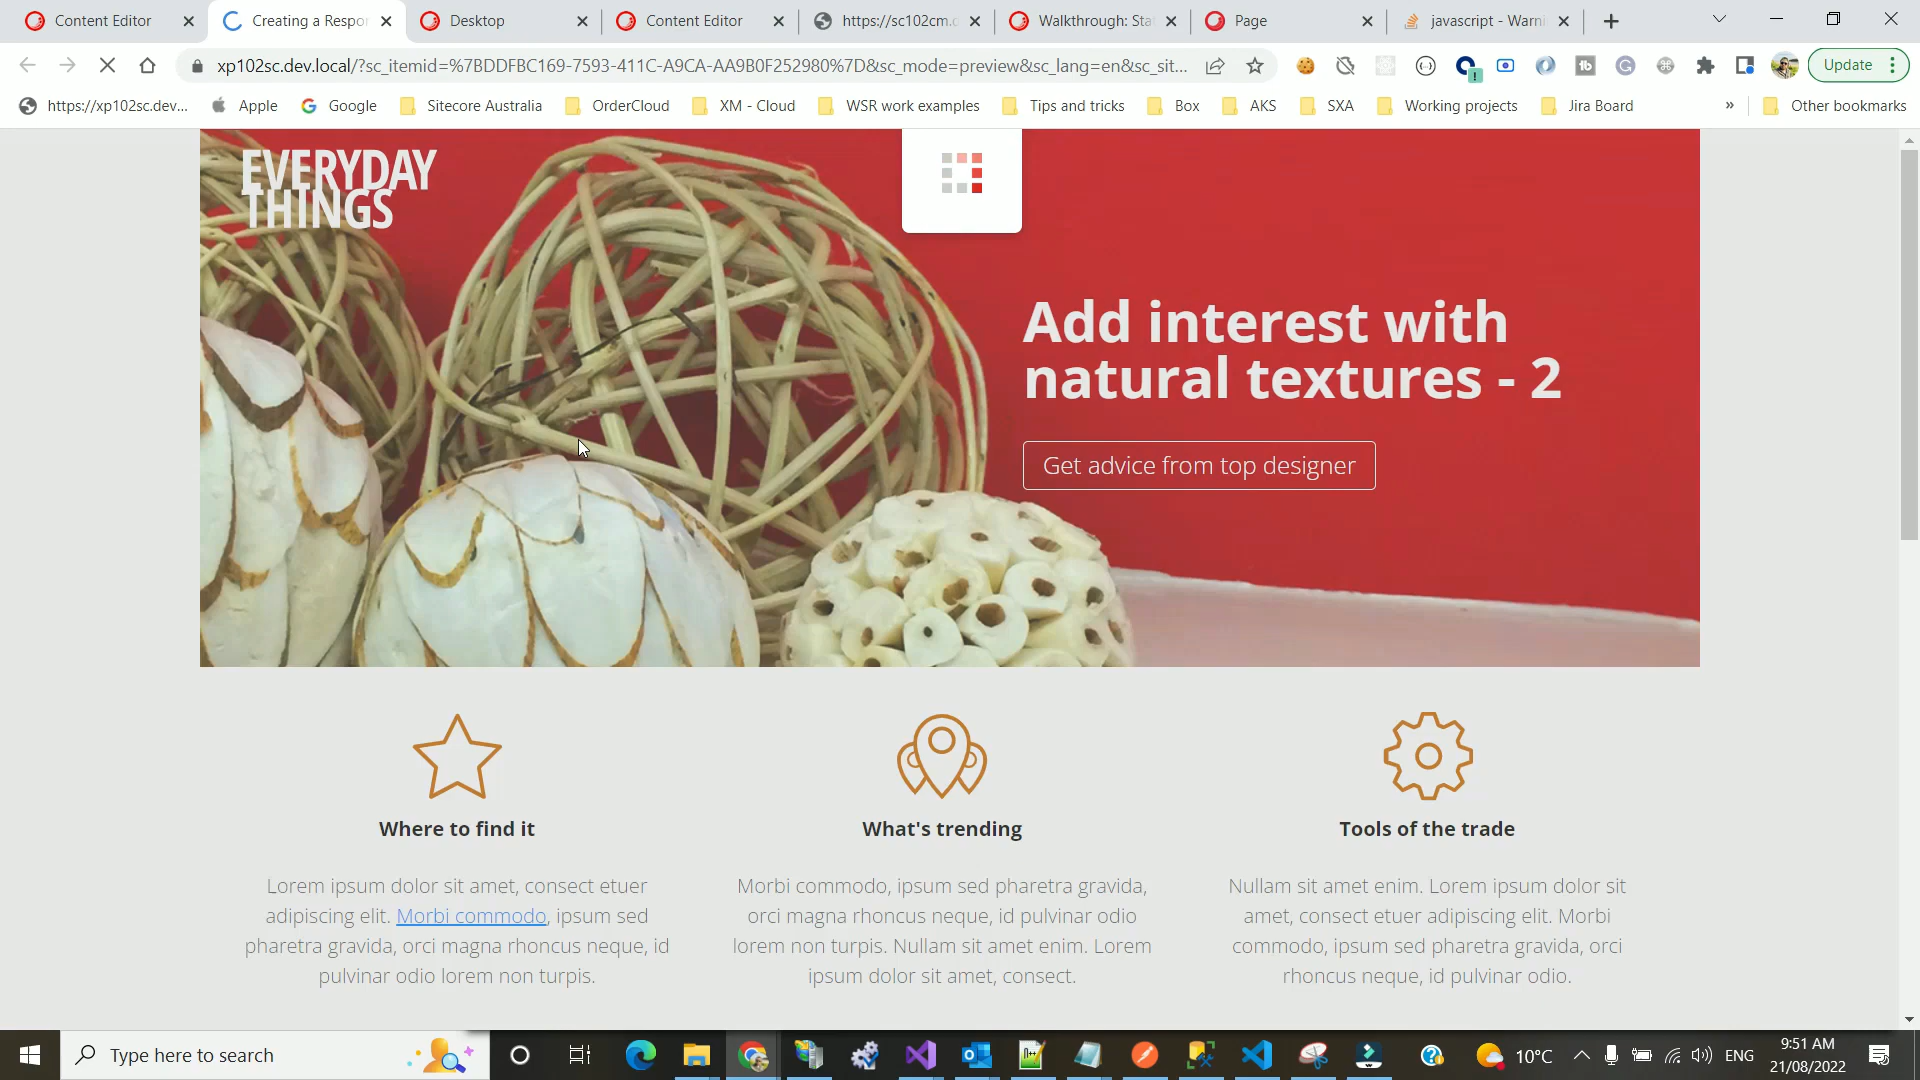 Content Editor
Creating a Respor
Desktop
Content Editor
https://sc102cm.
Walkthrough: Sta
Page
javascript - Warni
xp102sc.dev.local/?sc_itemid=%7BDDFBC169-7593-411C-A9CA-AA9B0F252980%7D&sc_mode=preview&sc_lang=en&sc_sit...
Update
https://xp102sc.dev...
Apple
Google
Sitecore Australia
OrderCloud
XM - Cloud
WSR work examples
Tips and tricks
Box
AKS
SXA
Working projects
Jira Board
»
Other bookmarks
EVERYDAY
THINGS
Add interest with
natural textures - 2
Get advice from top designer
Where to find it
Lorem ipsum dolor sit amet, consect etuer
adipiscing elit. Morbi commodo, ipsum sed
pharetra gravida, orci magna rhoncus neque, id
pulvinar odio lorem non turpis.
What's trending
Morbi commodo, ipsum sed pharetra gravida,
orci magna rhoncus neque, id pulvinar odio
lorem non turpis. Nullam sit amet enim. Lorem
ipsum dolor sit amet, consect.
Tools of the trade
Nullam sit amet enim. Lorem ipsum dolor sit
amet, consect etuer adipiscing elit. Morbi
commodo, ipsum sed pharetra gravida, orci
rhoncus neque, id pulvinar odio.
Type here to search
10°C
ENG
9:51 AM
21/08/2022